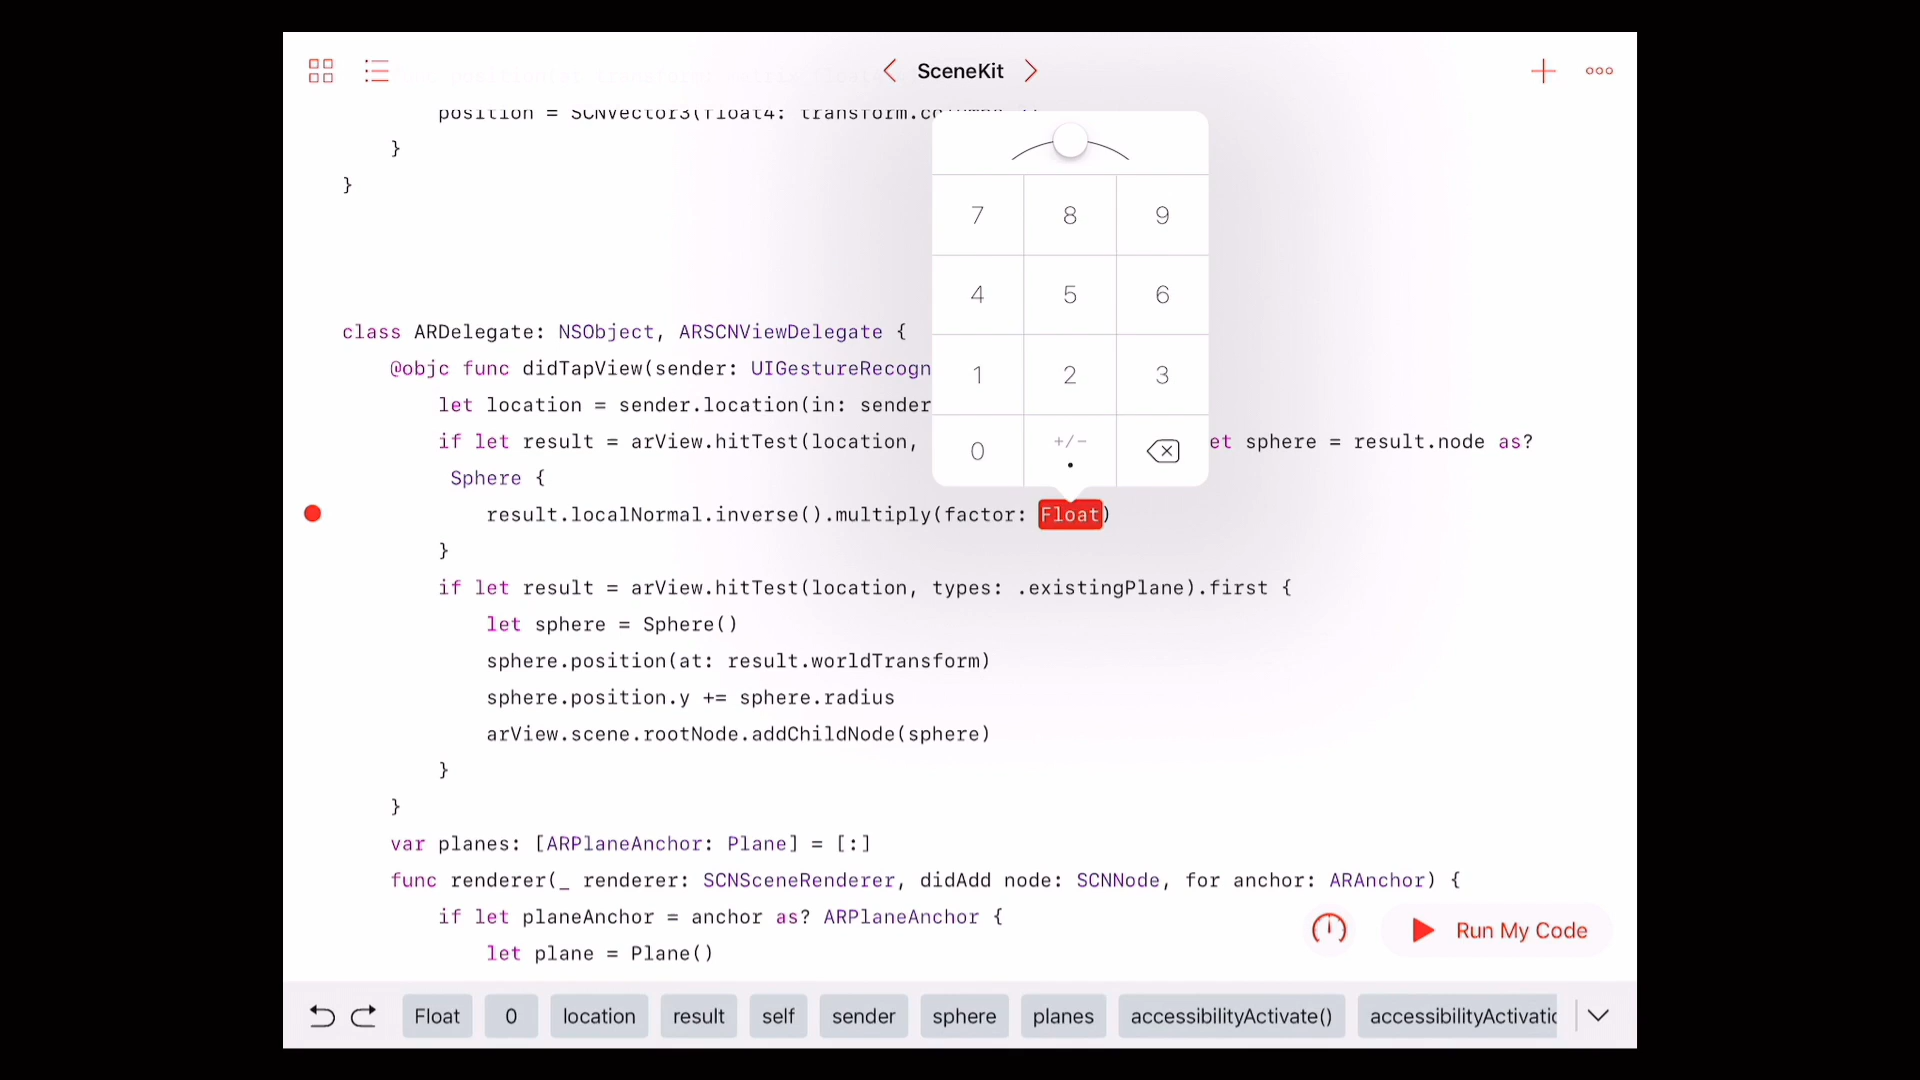 SceneKit
position = SCNVector3(float4: transform.columns
}
}
7 8 9
4 5 6
1 2 3
0 +/- .
class ARDelegate: NSObject, ARSCNViewDelegate {
@objc func didTapView(sender: UIGestureRecogn
let location = sender.location(in: sender
if let result = arView.hitTest(location, et sphere = result.node as?
Sphere {
result.localNormal.inverse().multiply(factor: Float)
}
if let result = arView.hitTest(location, types: .existingPlane).first {
let sphere = Sphere()
sphere.position(at: result.worldTransform)
sphere.position.y += sphere.radius
arView.scene.rootNode.addChildNode(sphere)
}
}
var planes: [ARPlaneAnchor: Plane] = [:]
func renderer(_ renderer: SCNSceneRenderer, didAdd node: SCNNode, for anchor: ARAnchor) {
if let planeAnchor = anchor as? ARPlaneAnchor {
let plane = Plane()
Run My Code
Float 0 location result self sender sphere planes accessibilityActivate() accessibilityActivatio